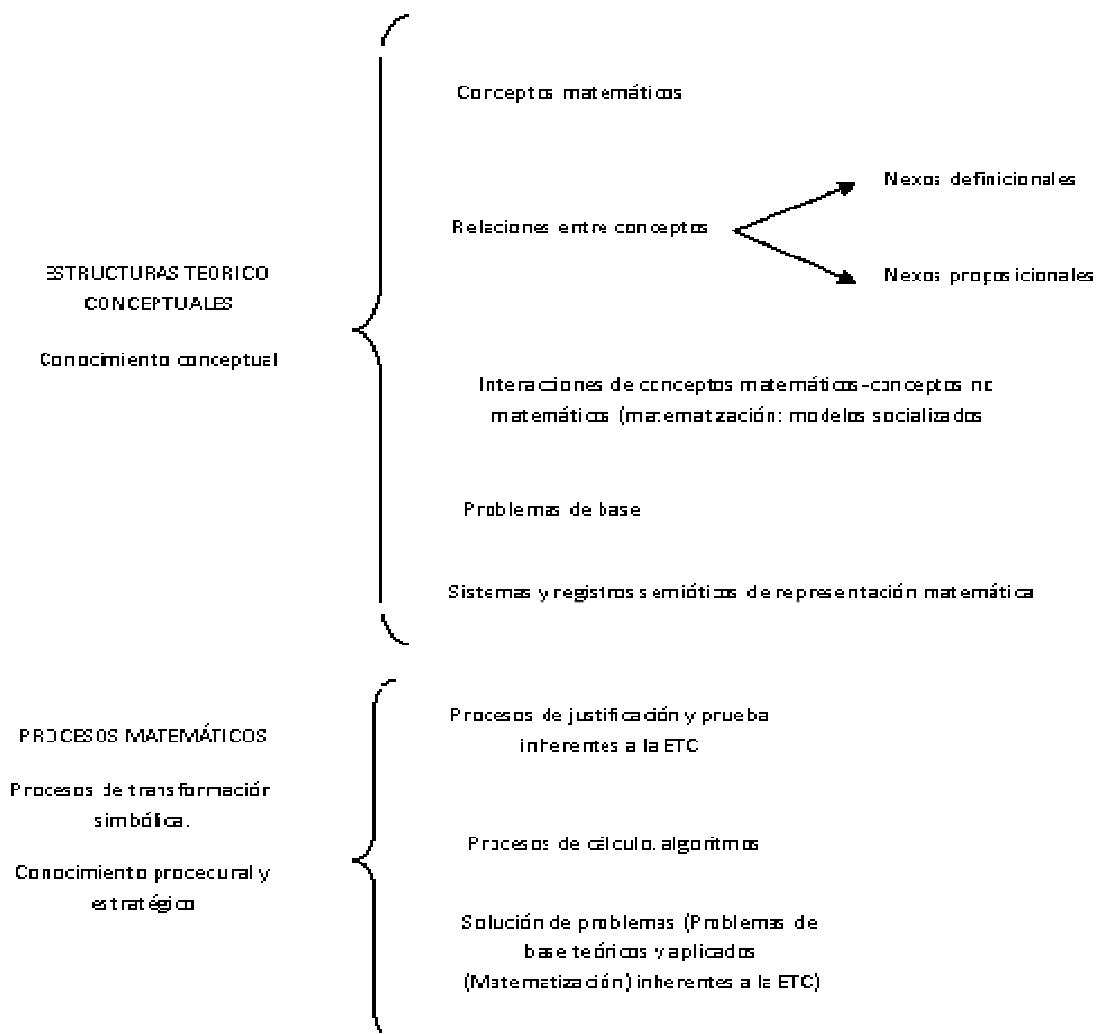 Conceptos matemáticos
Nexos definicionales
Relaciones entre conceptos
Nexos proposicionales
ESTRUCTURAS TEORICO
CONCEPTUALES
Conocimiento conceptual
Interacciones de conceptos matemáticos-conceptos no
matemáticos (matematización: modelos socializados
Problemas de base
Sistemas y registros semióticos de representación matemática
PROCESOS MATEMÁTICOS
Procesos de transformación
simbólica.
Conocimiento procedural y
estratégico
Procesos de justificación y prueba
inherentes a la ETC
Procesos de cálculo. algoritmos
Solución de problemas (Problemas de
base teóricos y aplicados
(Matematización) inherentes a la ETC)